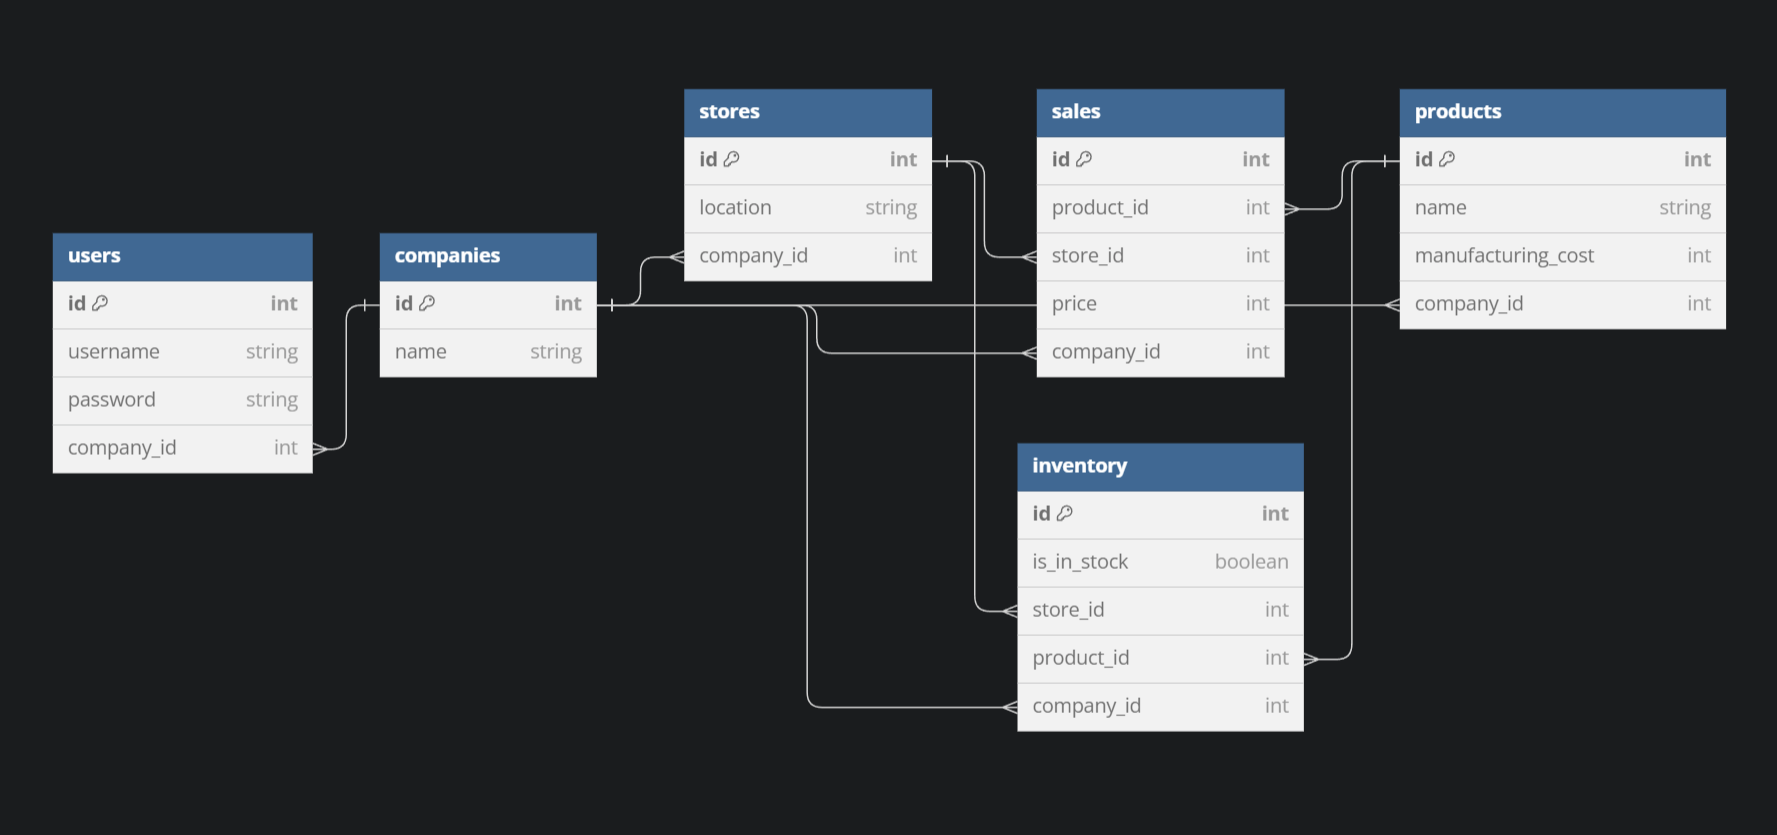 users
id int
username string
password string
company_id int
companies
id int
name string
stores
id int
location string
company_id int
sales
id int
product_id int
store_id int
price int
company_id int
products
id int
name string
manufacturing_cost int
company_id int
inventory
id int
is_in_stock boolean
store_id int
product_id int
company_id int